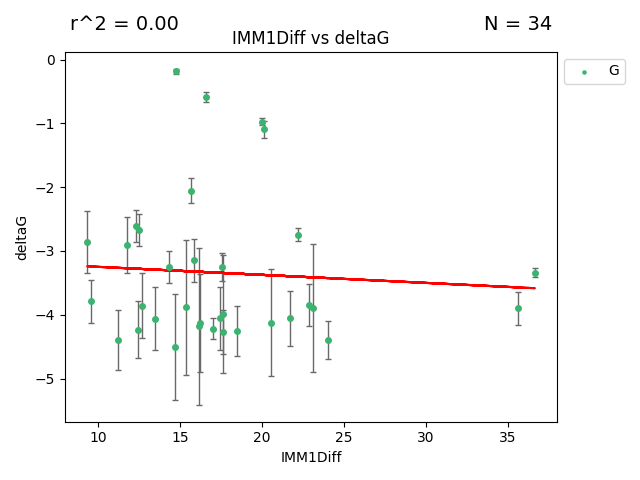 r^2 = 0.00
N = 34
IMM1Diff vs deltaG
G
0
−1
−2
−3
−4
−5
deltaG
10 15 20 25 30 35
IMM1Diff